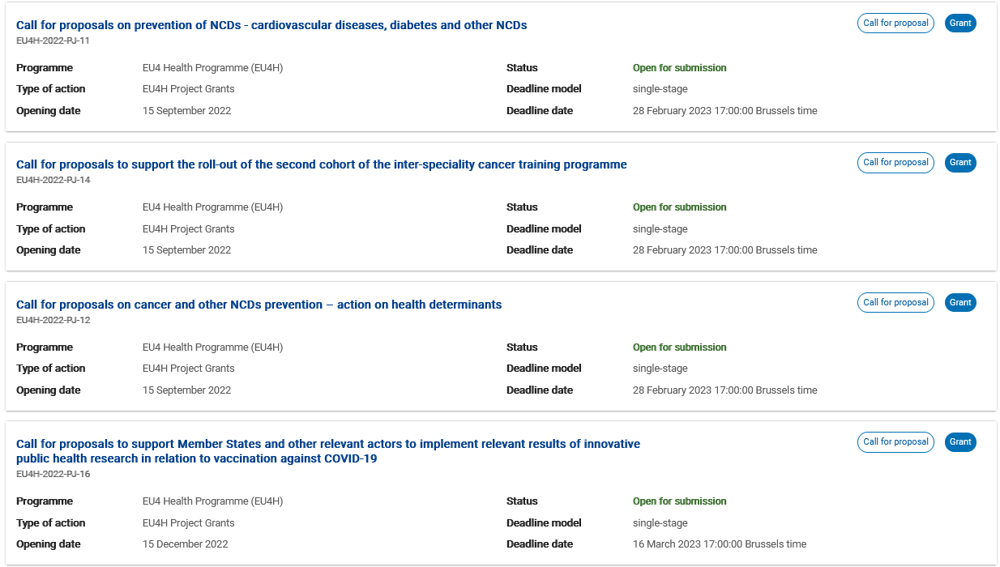 Call for proposals on prevention of NCDs - cardiovascular diseases, diabetes and other NCDs
Call for proposal
Grant
EU4H-2022-PJ-11
Programme EU4 Health Programme (EU4H) Status Open for submission
Type of action EU4H Project Grants Deadline model single-stage
Opening date 15 September 2022 Deadline date 28 February 2023 17:00:00 Brussels time
Call for proposals to support the roll-out of the second cohort of the inter-speciality cancer training programme
Call for proposal
Grant
EU4H-2022-PJ-14
Programme EU4 Health Programme (EU4H) Status Open for submission
Type of action EU4H Project Grants Deadline model single-stage
Opening date 15 September 2022 Deadline date 28 February 2023 17:00:00 Brussels time
Call for proposals on cancer and other NCDs prevention – action on health determinants
Call for proposal
Grant
EU4H-2022-PJ-12
Programme EU4 Health Programme (EU4H) Status Open for submission
Type of action EU4H Project Grants Deadline model single-stage
Opening date 15 September 2022 Deadline date 28 February 2023 17:00:00 Brussels time
Call for proposals to support Member States and other relevant actors to implement relevant results of innovative
public health research in relation to vaccination against COVID-19
Call for proposal
Grant
EU4H-2022-PJ-16
Programme EU4 Health Programme (EU4H) Status Open for submission
Type of action EU4H Project Grants Deadline model single-stage
Opening date 15 December 2022 Deadline date 16 March 2023 17:00:00 Brussels time